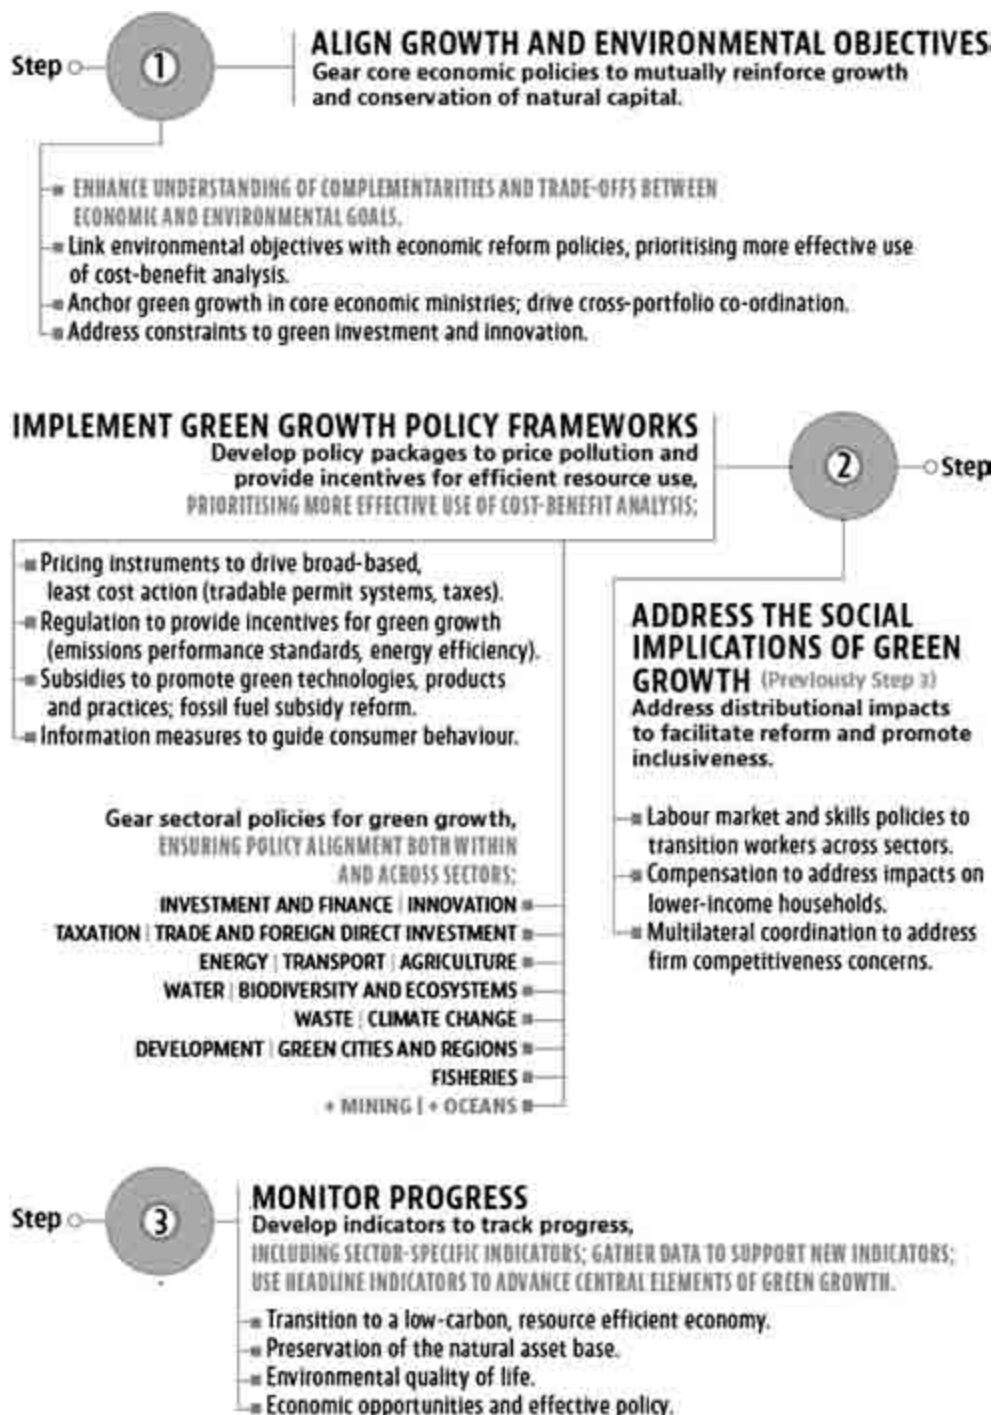 Step
1
ALIGN GROWTH AND ENVIRONMENTAL OBJECTIVES
Gear core economic policies to mutually reinforce growth
and conservation of natural capital.
ENHANCE UNDERSTANDING OF COMPLEMENTARITIES AND TRADE-OFFS BETWEEN
ECONOMIC AND ENVIRONMENTAL GOALS.
Link environmental objectives with economic reform policies, prioritising more effective use
of cost-benefit analysis.
Anchor green growth in core economic ministries; drive cross-portfolio co-ordination.
Address constraints to green investment and innovation.
IMPLEMENT GREEN GROWTH POLICY FRAMEWORKS
Develop policy packages to price pollution and
provide incentives for efficient resource use,
PRIORITISING MORE EFFECTIVE USE OF COST-BENEFIT ANALYSIS;
2
Step
Pricing instruments to drive broad-based,
least cost action (tradable permit systems, taxes).
Regulation to provide incentives for green growth
(emissions performance standards, energy efficiency).
Subsidies to promote green technologies, products
and practices; fossil fuel subsidy reform.
Information measures to guide consumer behaviour.
Gear sectoral policies for green growth,
ENSURING POLICY ALIGNMENT BOTH WITHIN
AND ACROSS SECTORS;
INVESTMENT AND FINANCE | INNOVATION
TAXATION | TRADE AND FOREIGN DIRECT INVESTMENT
ENERGY | TRANSPORT | AGRICULTURE
WATER | BIODIVERSITY AND ECOSYSTEMS
WASTE | CLIMATE CHANGE
DEVELOPMENT | GREEN CITIES AND REGIONS
FISHERIES
+ MINING | + OCEANS
ADDRESS THE SOCIAL
IMPLICATIONS OF GREEN
GROWTH (Previously Step 3)
Address distributional impacts
to facilitate reform and promote
inclusiveness.
Labour market and skills policies to
transition workers across sectors.
Compensation to address impacts on
lower-income households.
Multilateral coordination to address
firm competitiveness concerns.
Step
3
MONITOR PROGRESS
Develop indicators to track progress,
INCLUDING SECTOR-SPECIFIC INDICATORS; GATHER DATA TO SUPPORT NEW INDICATORS;
USE HEADLINE INDICATORS TO ADVANCE CENTRAL ELEMENTS OF GREEN GROWTH.
Transition to a low-carbon, resource efficient economy.
Preservation of the natural asset base.
Environmental quality of life.
Economic opportunities and effective policy.